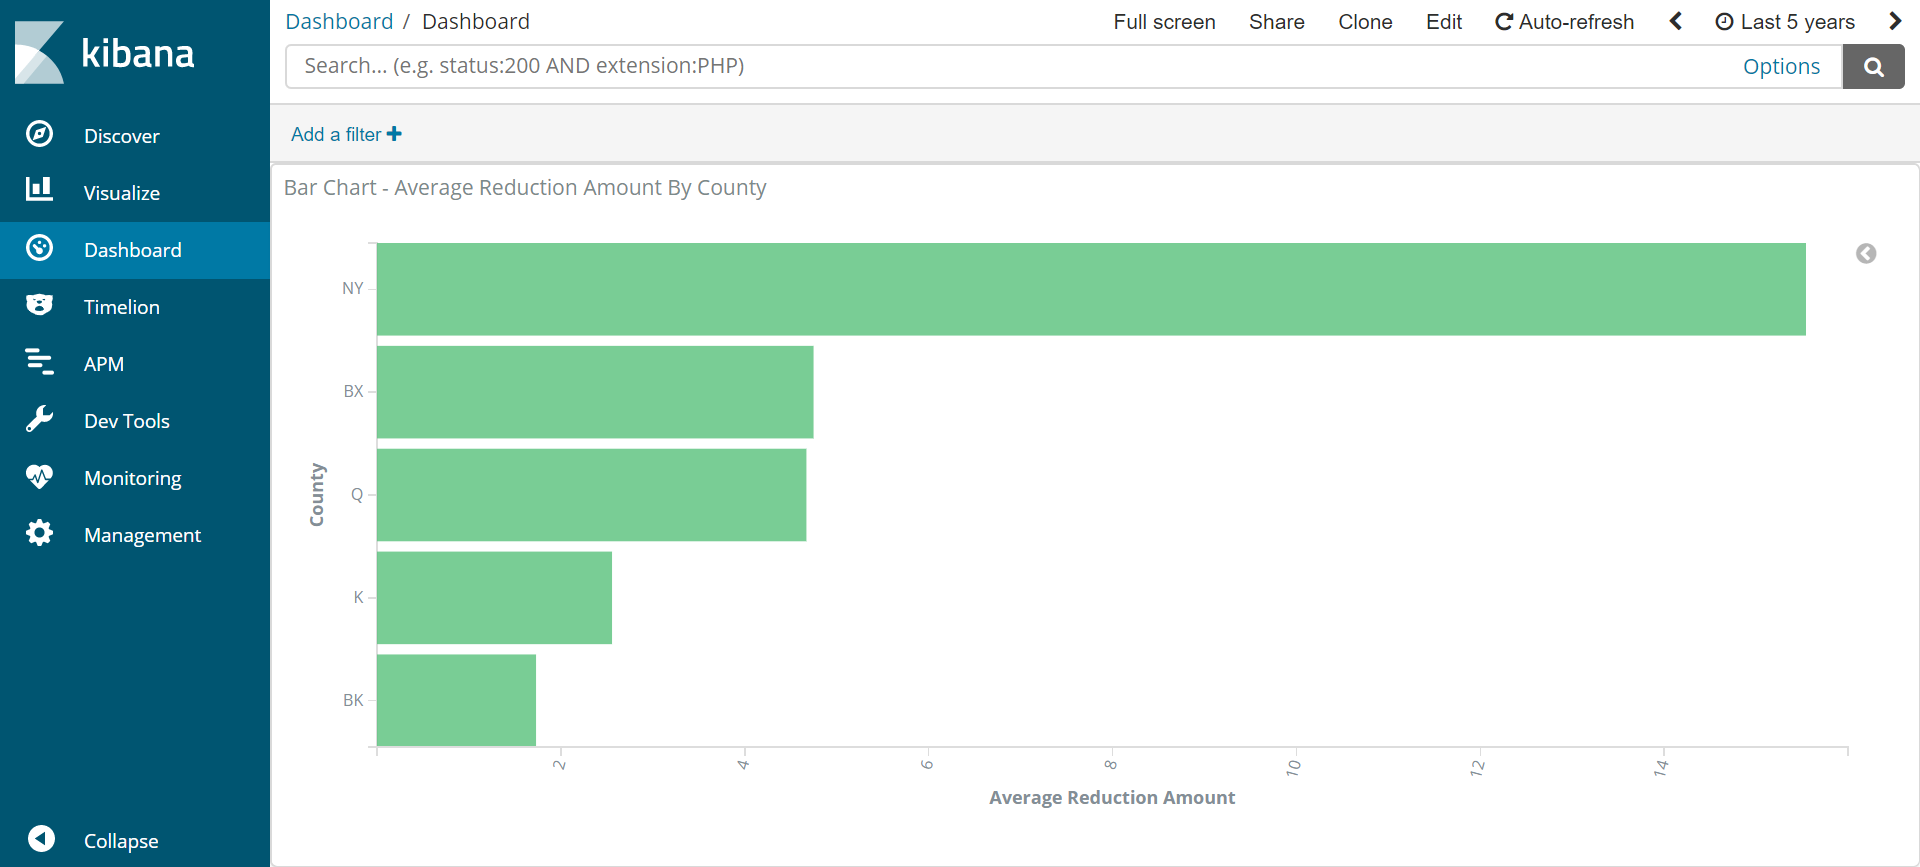 kibana
Discover
Visualize
Dashboard
Timelion
APM
Dev Tools
Monitoring
Management
Collapse
Dashboard / Dashboard
Full screen Share Clone Edit Auto-refresh Last 5 years
Search... (e.g. status:200 AND extension:PHP) Options
Add a filter
Bar Chart - Average Reduction Amount By County
County
NY
BX
Q
K
BK
2 4 6 8 10 12 14
Average Reduction Amount